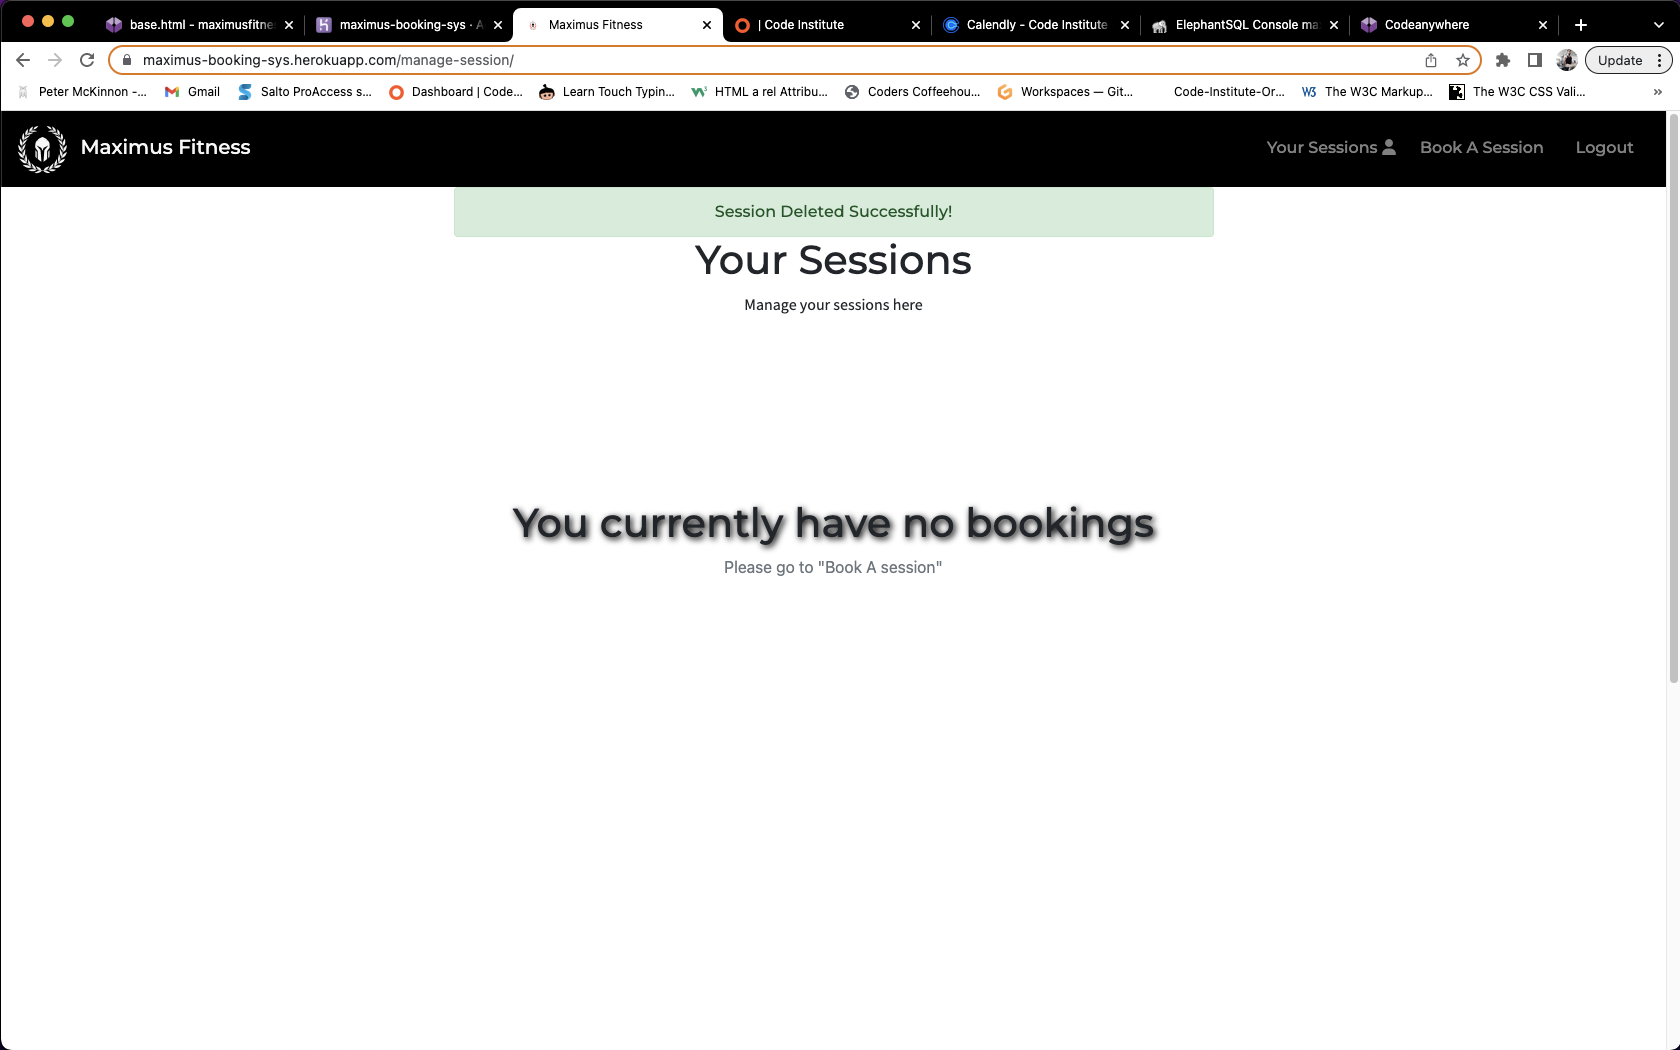 base.html - maximusfitne
maximus-booking-sys · A
Maximus Fitness
| Code Institute
Calendly - Code Institute
ElephantSQL Console ma
Codeanywhere
maximus-booking-sys.herokuapp.com/manage-session/
Update
Peter McKinnon -...
Gmail
Salto ProAccess s...
Dashboard | Code...
Learn Touch Typin...
HTML a rel Attribu...
Coders Coffeehou...
Workspaces — Git...
Code-Institute-Or...
W3 The W3C Markup...
The W3C CSS Vali...
»
Maximus Fitness
Your Sessions
Book A Session
Logout
Session Deleted Successfully!
Your Sessions
Manage your sessions here
You currently have no bookings
Please go to "Book A session"